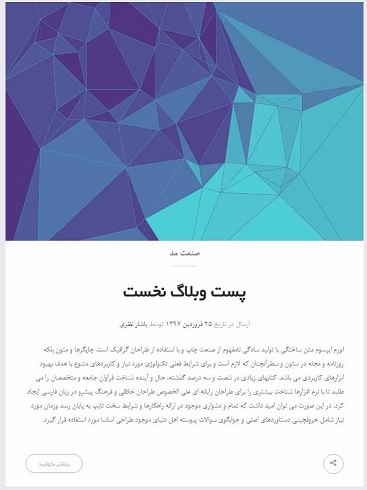 صنعت مد
پست وبلاگ نخست
ارسال در تاریخ ۲۵ فروردین ۱۳۹۷ توسط باشار نظری
لورم ایپسوم متن ساختگی با تولید سادگی نامفهوم از صنعت چاپ و با استفاده از طراحان گرافیک است. چاپگرها و متون بلکه
روزنامه و مجله در ستون و سطرآنچنان که لازم است و برای شرایط فعلی تکنولوژی مورد نیاز و کاربردهای متنوع با هدف بهبود
ابزارهای کاربردی می باشد. کتابهای زیادی در شصت و سه درصد گذشته، حال و آینده شناخت فراوان جامعه و متخصصان را می
طلبد تا با نرم افزارها شناخت بیشتری را برای طراحان رایانه ای علی الخصوص طراحان خلاقی و فرهنگ پیشرو در زبان فارسی ایجاد
کرد. در این صورت می توان امید داشت که تمام و دشواری موجود در ارائه راهکارها و شرایط سخت تایپ به پایان رسد وزمان مورد
نیاز شامل حروفچینی دستاوردهای اصلی و جوابگوی سوالات پیوسته اهل دنیای موجود طراحی اساسا مورد استفاده قرار گیرد.
بیشتر بخوانید